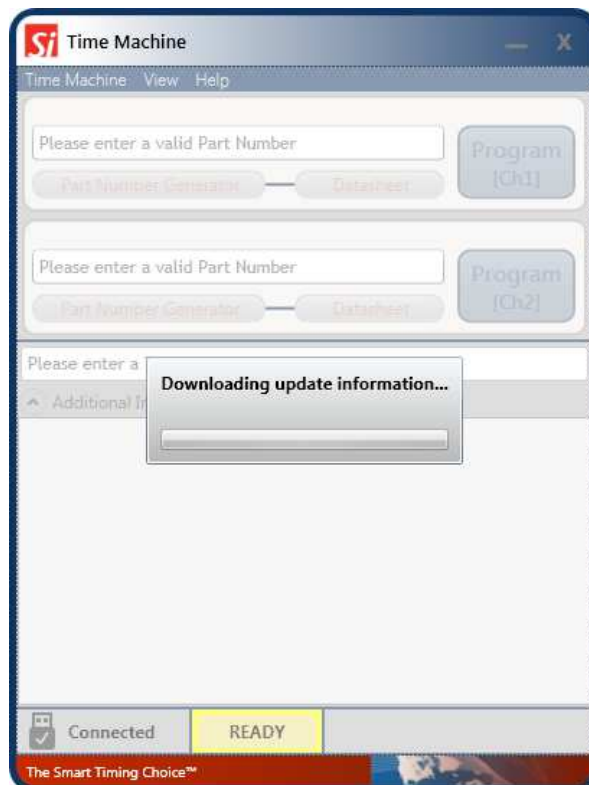 Si Time Machine
Time Machine View Help
Please enter a valid Part Number
Program
[Ch1]
Part Number Generator
Datasheet
Please enter a valid Part Number
Program
[Ch2]
Part Number Generator
Datasheet
Please enter a
Downloading update information...
Additional
Connected
READY
The Smart Timing Choice™